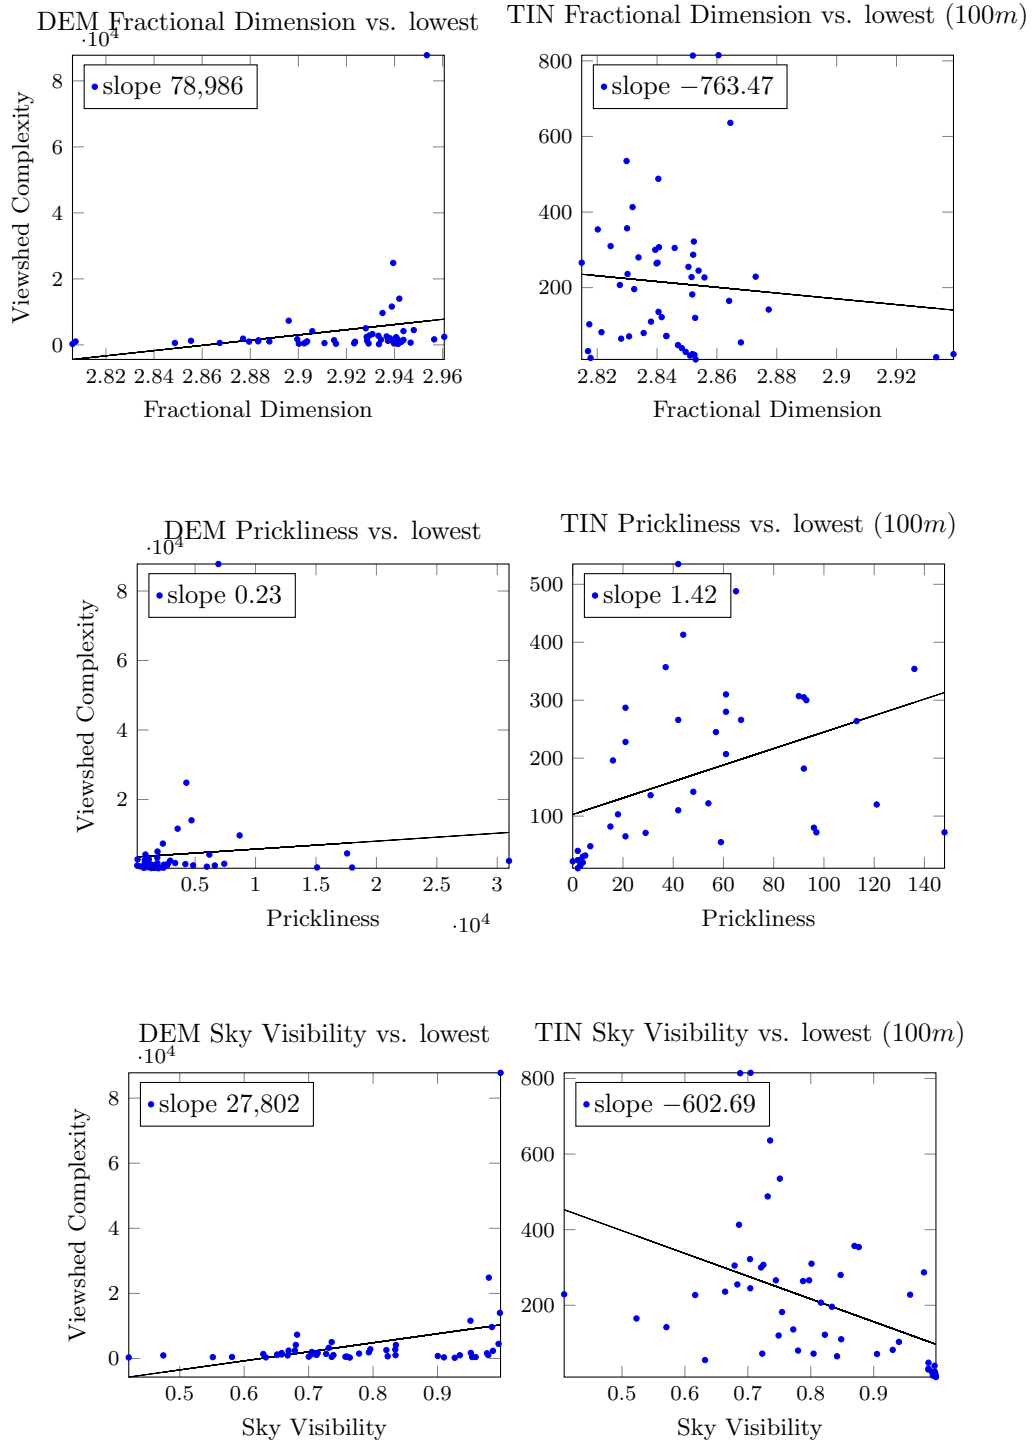 DEM Fractional Dimension vs. lowest
·10⁴
slope 78,986
8
6
4
2
0
Viewshed Complexity
2.82 2.84 2.86 2.88 2.9 2.92 2.94 2.96
Fractional Dimension
TIN Fractional Dimension vs. lowest (100m)
slope −763.47
800
600
400
200
2.82 2.84 2.86 2.88 2.9 2.92
Fractional Dimension
DEM Prickliness vs. lowest
·10⁴
slope 0.23
8
6
4
2
Viewshed Complexity
0.5 1 1.5 2 2.5 3
·10⁴
Prickliness
TIN Prickliness vs. lowest (100m)
slope 1.42
500
400
300
200
100
0 20 40 60 80 100 120 140
Prickliness
DEM Sky Visibility vs. lowest
·10⁴
slope 27,802
8
6
4
2
0
Viewshed Complexity
0.5 0.6 0.7 0.8 0.9
Sky Visibility
TIN Sky Visibility vs. lowest (100m)
slope −602.69
800
600
400
200
0.5 0.6 0.7 0.8 0.9
Sky Visibility